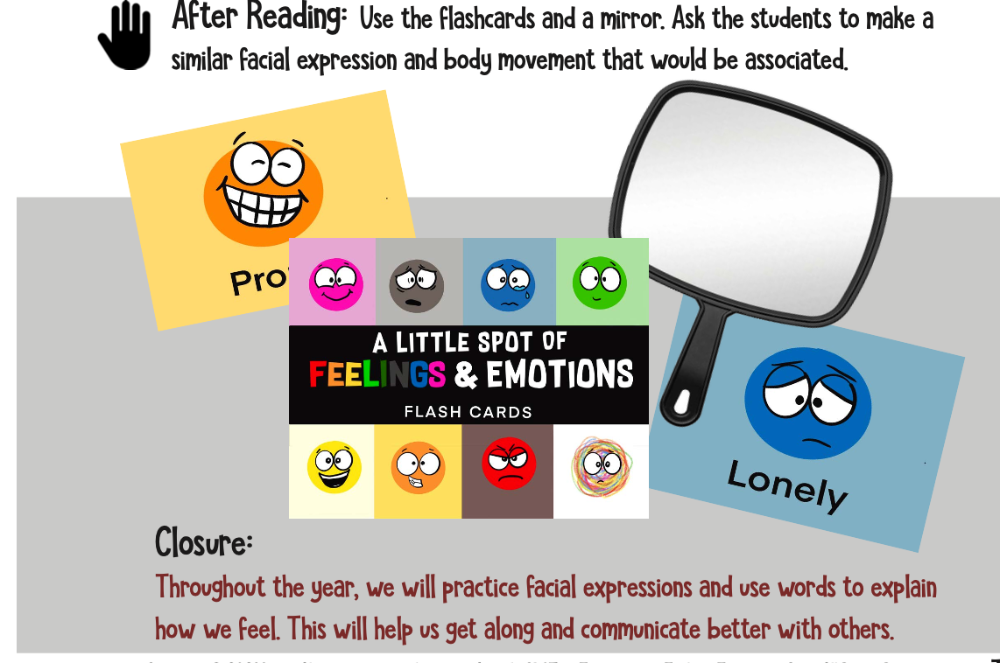 After Reading: Use the flashcards and a mirror. Ask the students to make a
similar facial expression and body movement that would be associated.
A LITTLE SPOT OF
FEELINGS & EMOTIONS
FLASH CARDS
Lonely
Closure:
Throughout the year, we will practice facial expressions and use words to explain
how we feel. This will help us get along and communicate better with others.